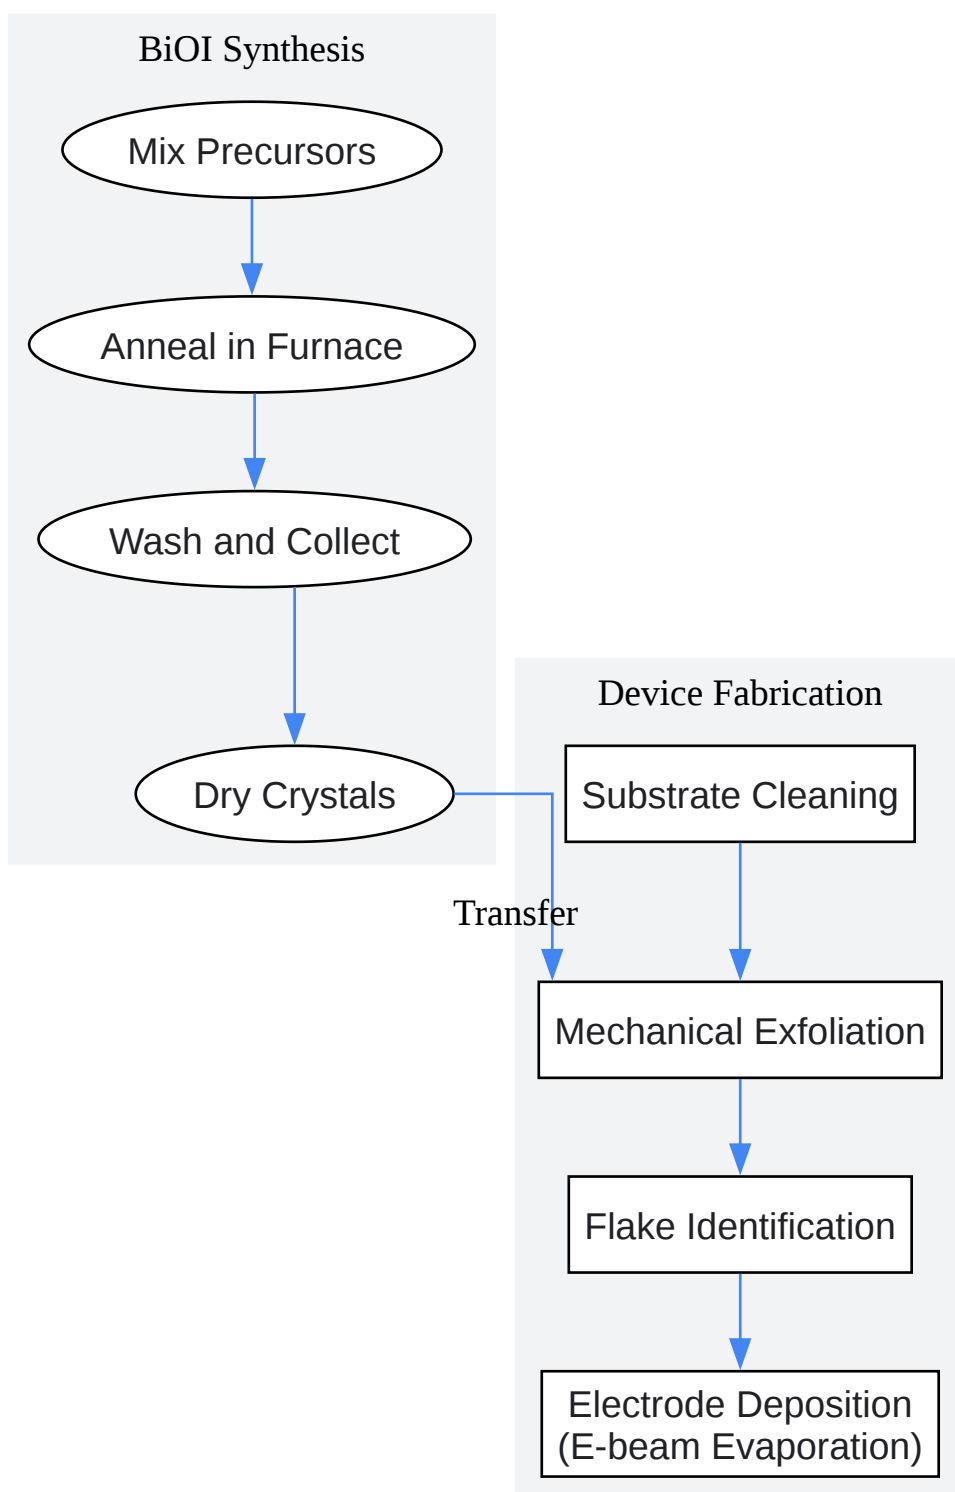 BiOI Synthesis
Mix Precursors
Anneal in Furnace
Wash and Collect
Dry Crystals
Transfer
Device Fabrication
Substrate Cleaning
Mechanical Exfoliation
Flake Identification
Electrode Deposition
(E-beam Evaporation)